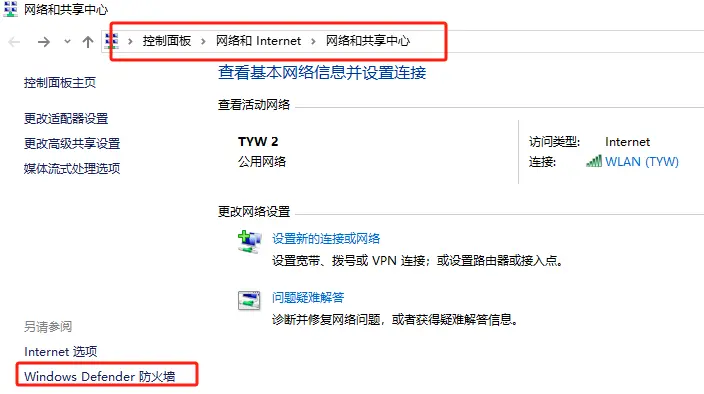 网络和共享中心
控制面板 > 网络和 Internet > 网络和共享中心
控制面板主页
更改适配器设置
更改高级共享设置
媒体流式处理选项
查看基本网络信息并设置连接
查看活动网络
TYW 2
公用网络
访问类型: Internet
连接: WLAN (TYW)
更改网络设置
设置新的连接或网络
设置宽带、拨号或 VPN 连接；或设置路由器或接入点。
问题疑难解答
诊断并修复网络问题，或者获得疑难解答信息。
另请参阅
Internet 选项
Windows Defender 防火墙